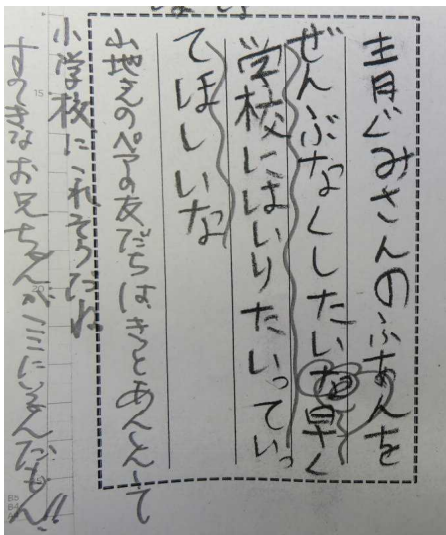 青ぐみさんのふあんを
ぜんぶなくしたいな早く
学校にはいりたいっていっ
てほしいな
のペアの友だちはきっとあんしんして
小学校にこれそうだね
すてきなお兄ちゃんがここにいるんだもん!!